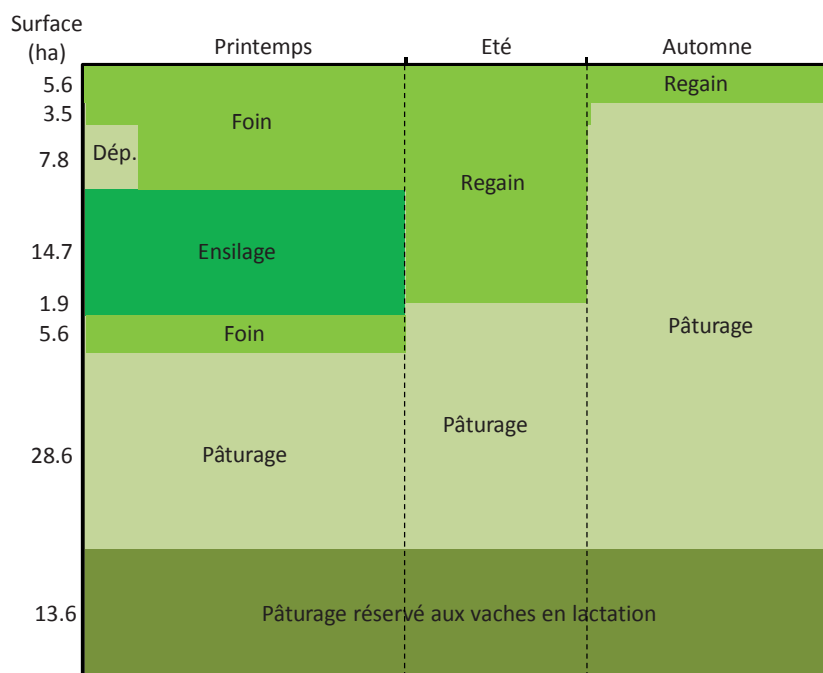 Surface
(ha)
Printemps
Eté
Automne
5.6
Regain
3.5
Foin
7.8
Dép.
Regain
14.7
Ensilage
1.9
5.6
Foin
Pâturage
28.6
Pâturage
Pâturage
13.6
Pâturage réservé aux vaches en lactation